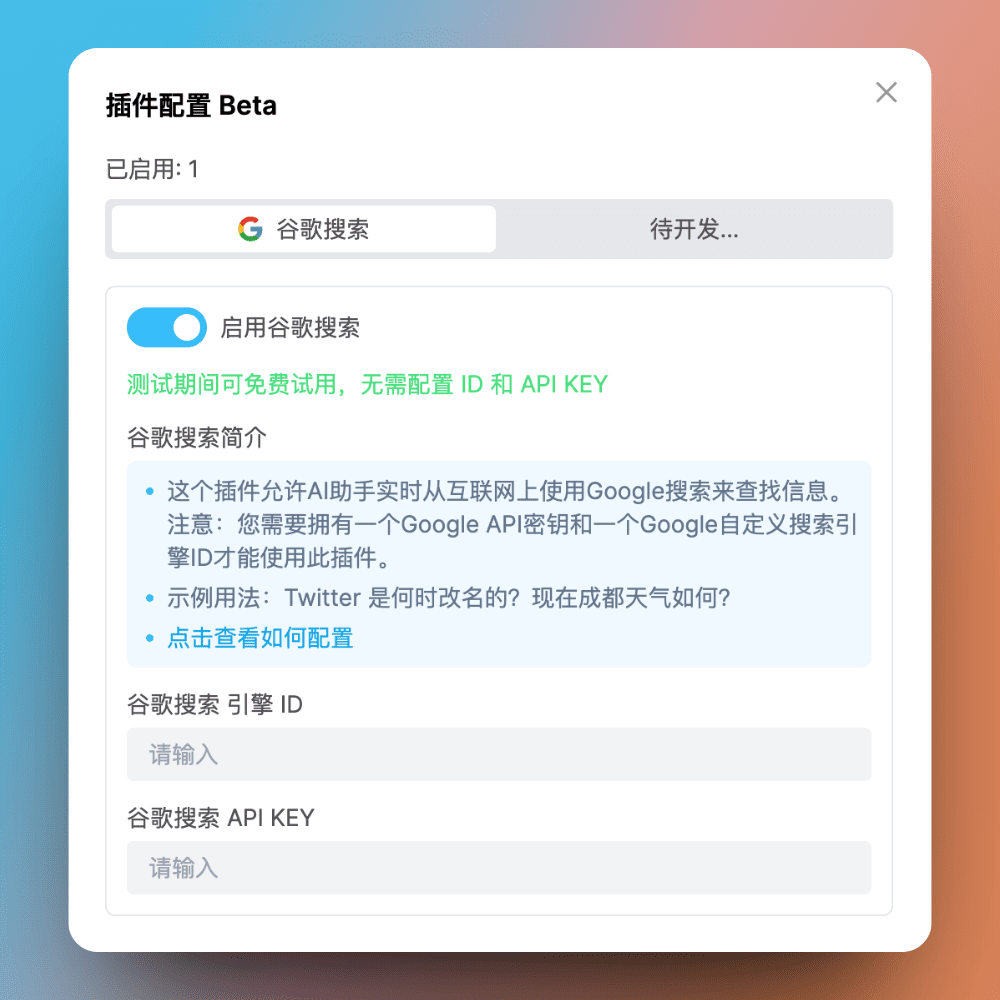 插件配置 Beta
已启用: 1
谷歌搜索
待开发...
启用谷歌搜索
测试期间可免费试用，无需配置 ID 和 API KEY
谷歌搜索简介
这个插件允许AI助手实时从互联网上使用Google搜索来查找信息。
注意：您需要拥有一个Google API密钥和一个Google自定义搜索引
擎ID才能使用此插件。
示例用法：Twitter 是何时改名的？现在成都天气如何？
点击查看如何配置
谷歌搜索 引擎 ID
请输入
谷歌搜索 API KEY
请输入